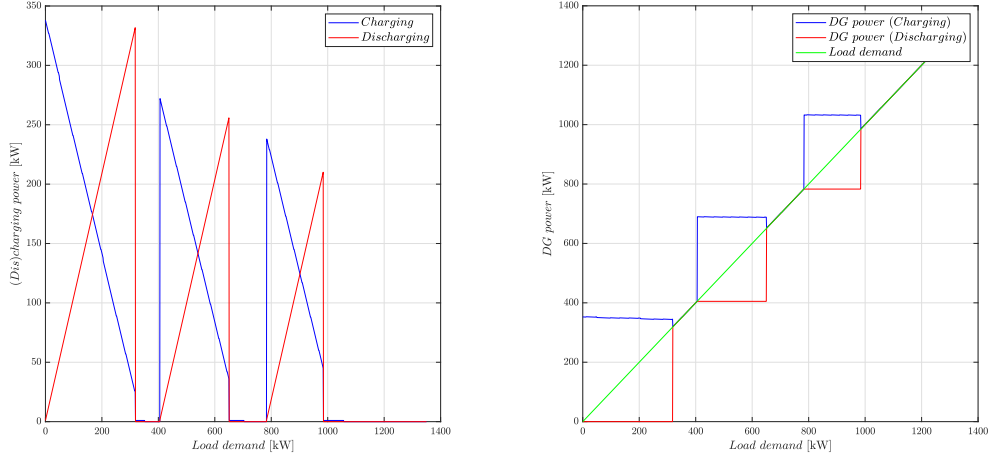 350
300
250
200
150
100
50
0
(Dis)charging power [kW]
Charging
Discharging
0 200 400 600 800 1000 1200 1400
Load demand [kW]
1400
1200
1000
800
600
400
200
0
DG power [kW]
DG power (Charging)
DG power (Discharging)
Load demand
0 200 400 600 800 1000 1200 1400
Load demand [kW]